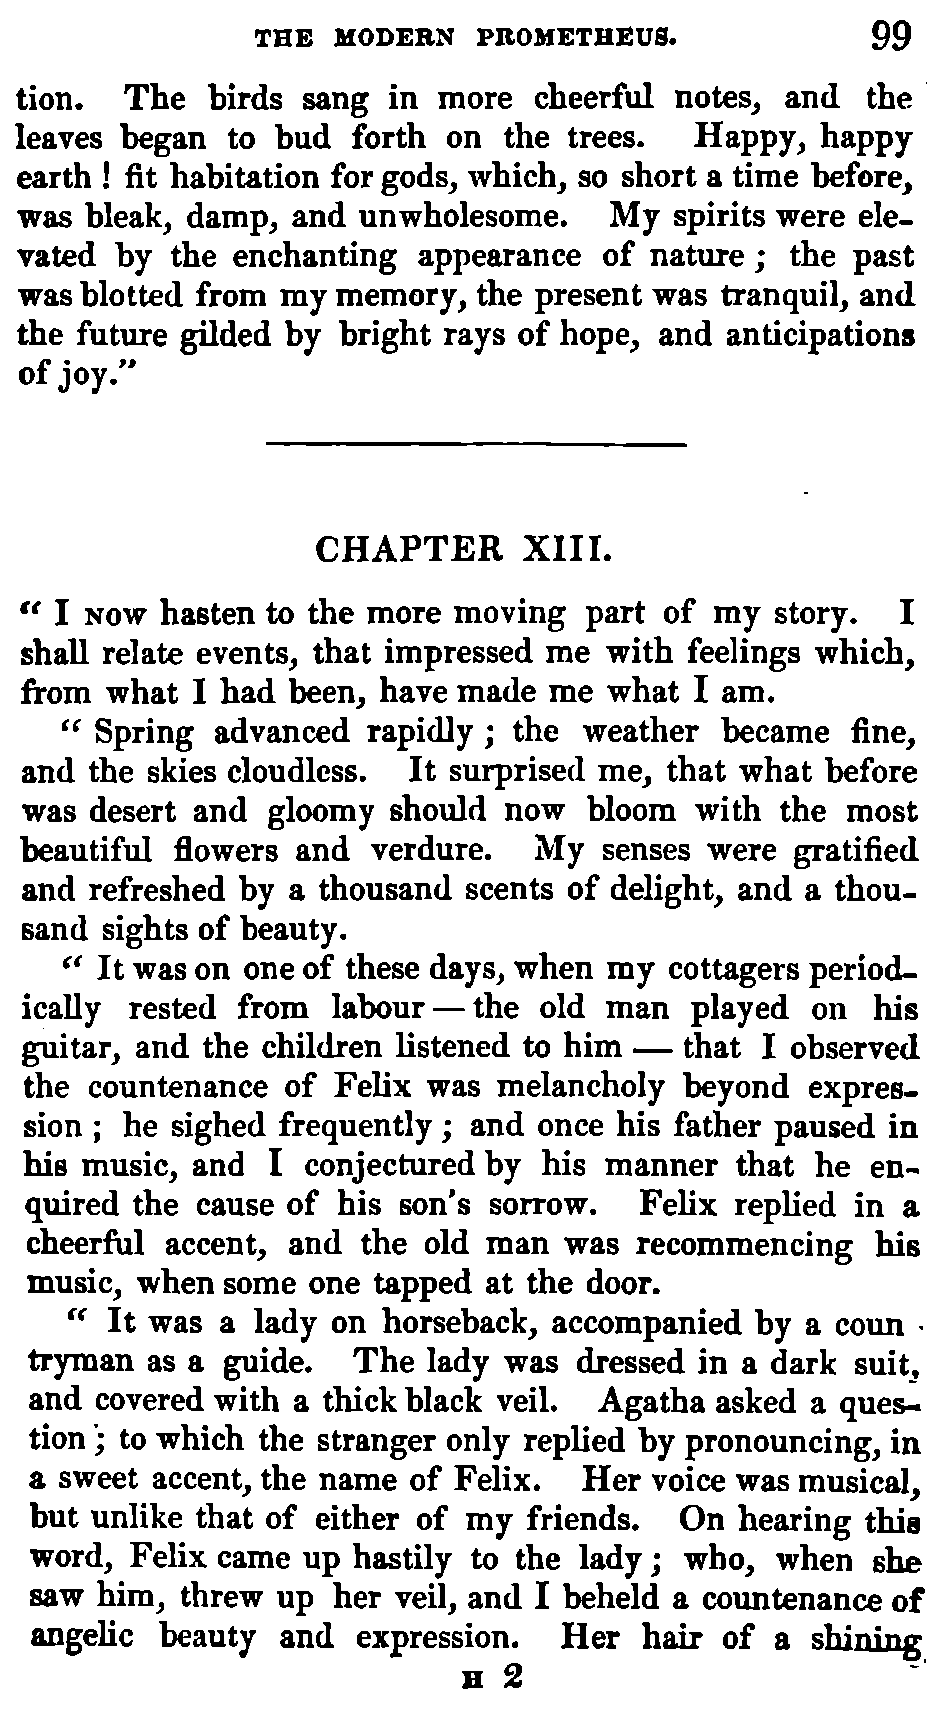 THE MODERN PROMETHEUS. 99
tion. The birds sang in more cheerful notes, and the
leaves began to bud forth on the trees. Happy, happy
earth ! fit habitation for gods, which, so short a time before,
was bleak, damp, and unwholesome. My spirits were ele-
vated by the enchanting appearance of nature ; the past
was blotted from my memory, the present was tranquil, and
the future gilded by bright rays of hope, and anticipations
of joy.”
CHAPTER XIII.
“ I NOW hasten to the more moving part of my story. I
shall relate events, that impressed me with feelings which,
from what I had been, have made me what I am.
“ Spring advanced rapidly ; the weather became fine,
and the skies cloudless. It surprised me, that what before
was desert and gloomy should now bloom with the most
beautiful flowers and verdure. My senses were gratified
and refreshed by a thousand scents of delight, and a thou-
sand sights of beauty.
“ It was on one of these days, when my cottagers period-
ically rested from labour — the old man played on his
guitar, and the children listened to him — that I observed
the countenance of Felix was melancholy beyond expres-
sion ; he sighed frequently ; and once his father paused in
his music, and I conjectured by his manner that he en-
quired the cause of his son's sorrow. Felix replied in a
cheerful accent, and the old man was recommencing his
music, when some one tapped at the door.
“ It was a lady on horseback, accompanied by a coun-
tryman as a guide. The lady was dressed in a dark suit,
and covered with a thick black veil. Agatha asked a ques-
tion ; to which the stranger only replied by pronouncing, in
a sweet accent, the name of Felix. Her voice was musical,
but unlike that of either of my friends. On hearing this
word, Felix came up hastily to the lady ; who, when she
saw him, threw up her veil, and I beheld a countenance of
angelic beauty and expression. Her hair of a shining
H 2